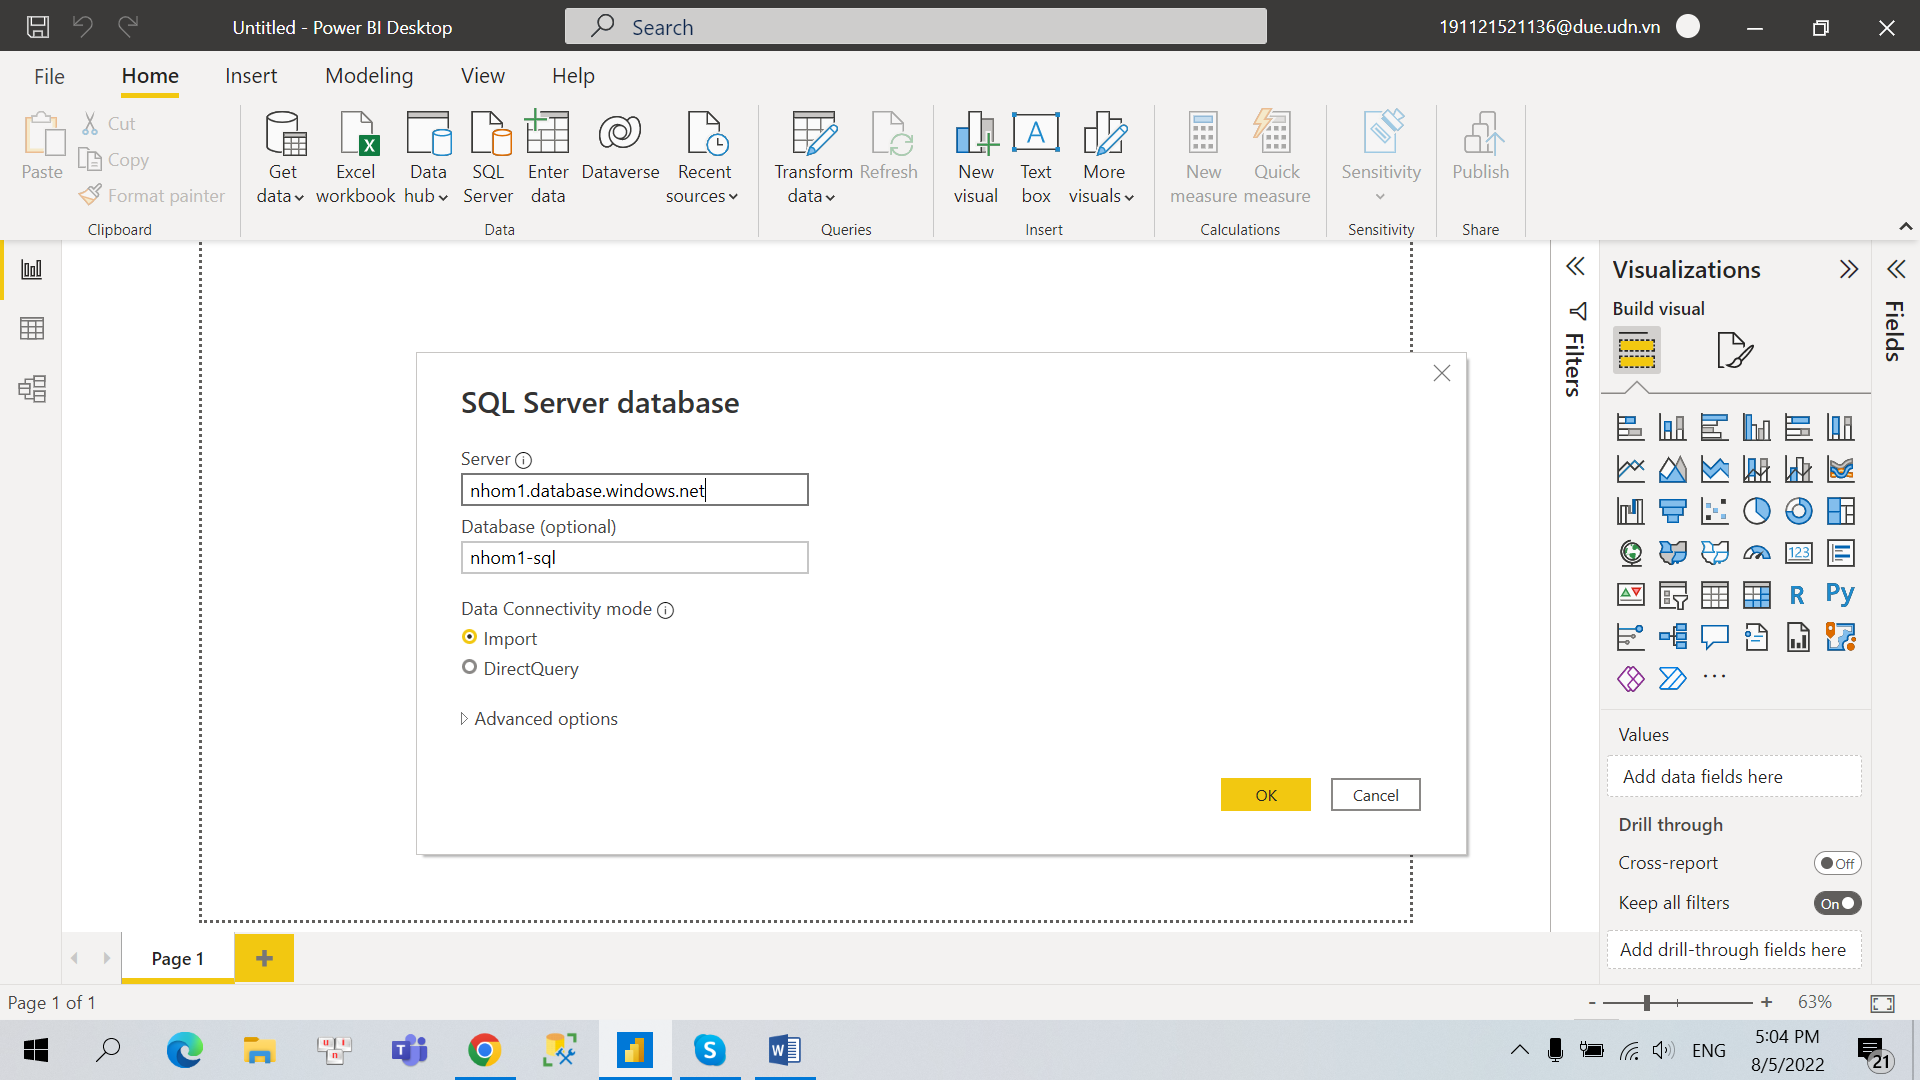 Untitled - Power BI Desktop
Search
191121521136@due.udn.vn
File
Home
Insert
Modeling
View
Help
Paste
Cut
Copy
Format painter
Clipboard
Get data
Excel workbook
Data hub
SQL Server
Enter data
Dataverse
Recent sources
Data
Transform data
Refresh
Queries
New visual
Text box
More visuals
Insert
New measure
Quick measure
Calculations
Sensitivity
Sensitivity
Publish
Share
Filters
Visualizations
Fields
Build visual
SQL Server database
Server
nhom1.database.windows.net
Database (optional)
nhom1-sql
Data Connectivity mode
Import
DirectQuery
Advanced options
OK
Cancel
123
R
Py
...
Values
Add data fields here
Drill through
Cross-report
Off
Keep all filters
On
Add drill-through fields here
Page 1
Page 1 of 1
- + 63%
ENG
5:04 PM
8/5/2022
21